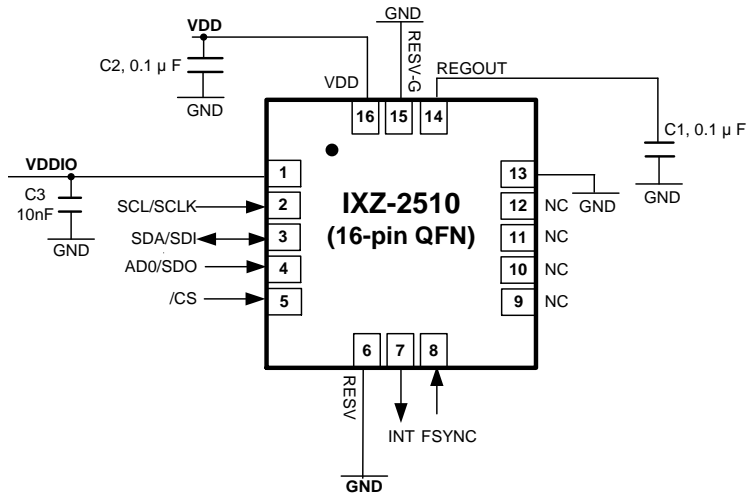 GND
VDD
C2, 0.1 µ F
GND
VDD
RESV-G
REGOUT
C1, 0.1 µ F
GND
16
15
14
VDDIO
C3
10nF
GND
1
SCL/SCLK
2
SDA/SDI
3
AD0/SDO
4
/CS
5
IXZ-2510
(16-pin QFN)
13
GND
12
NC
11
NC
10
NC
9
NC
6
7
8
RESV
INT
FSYNC
GND